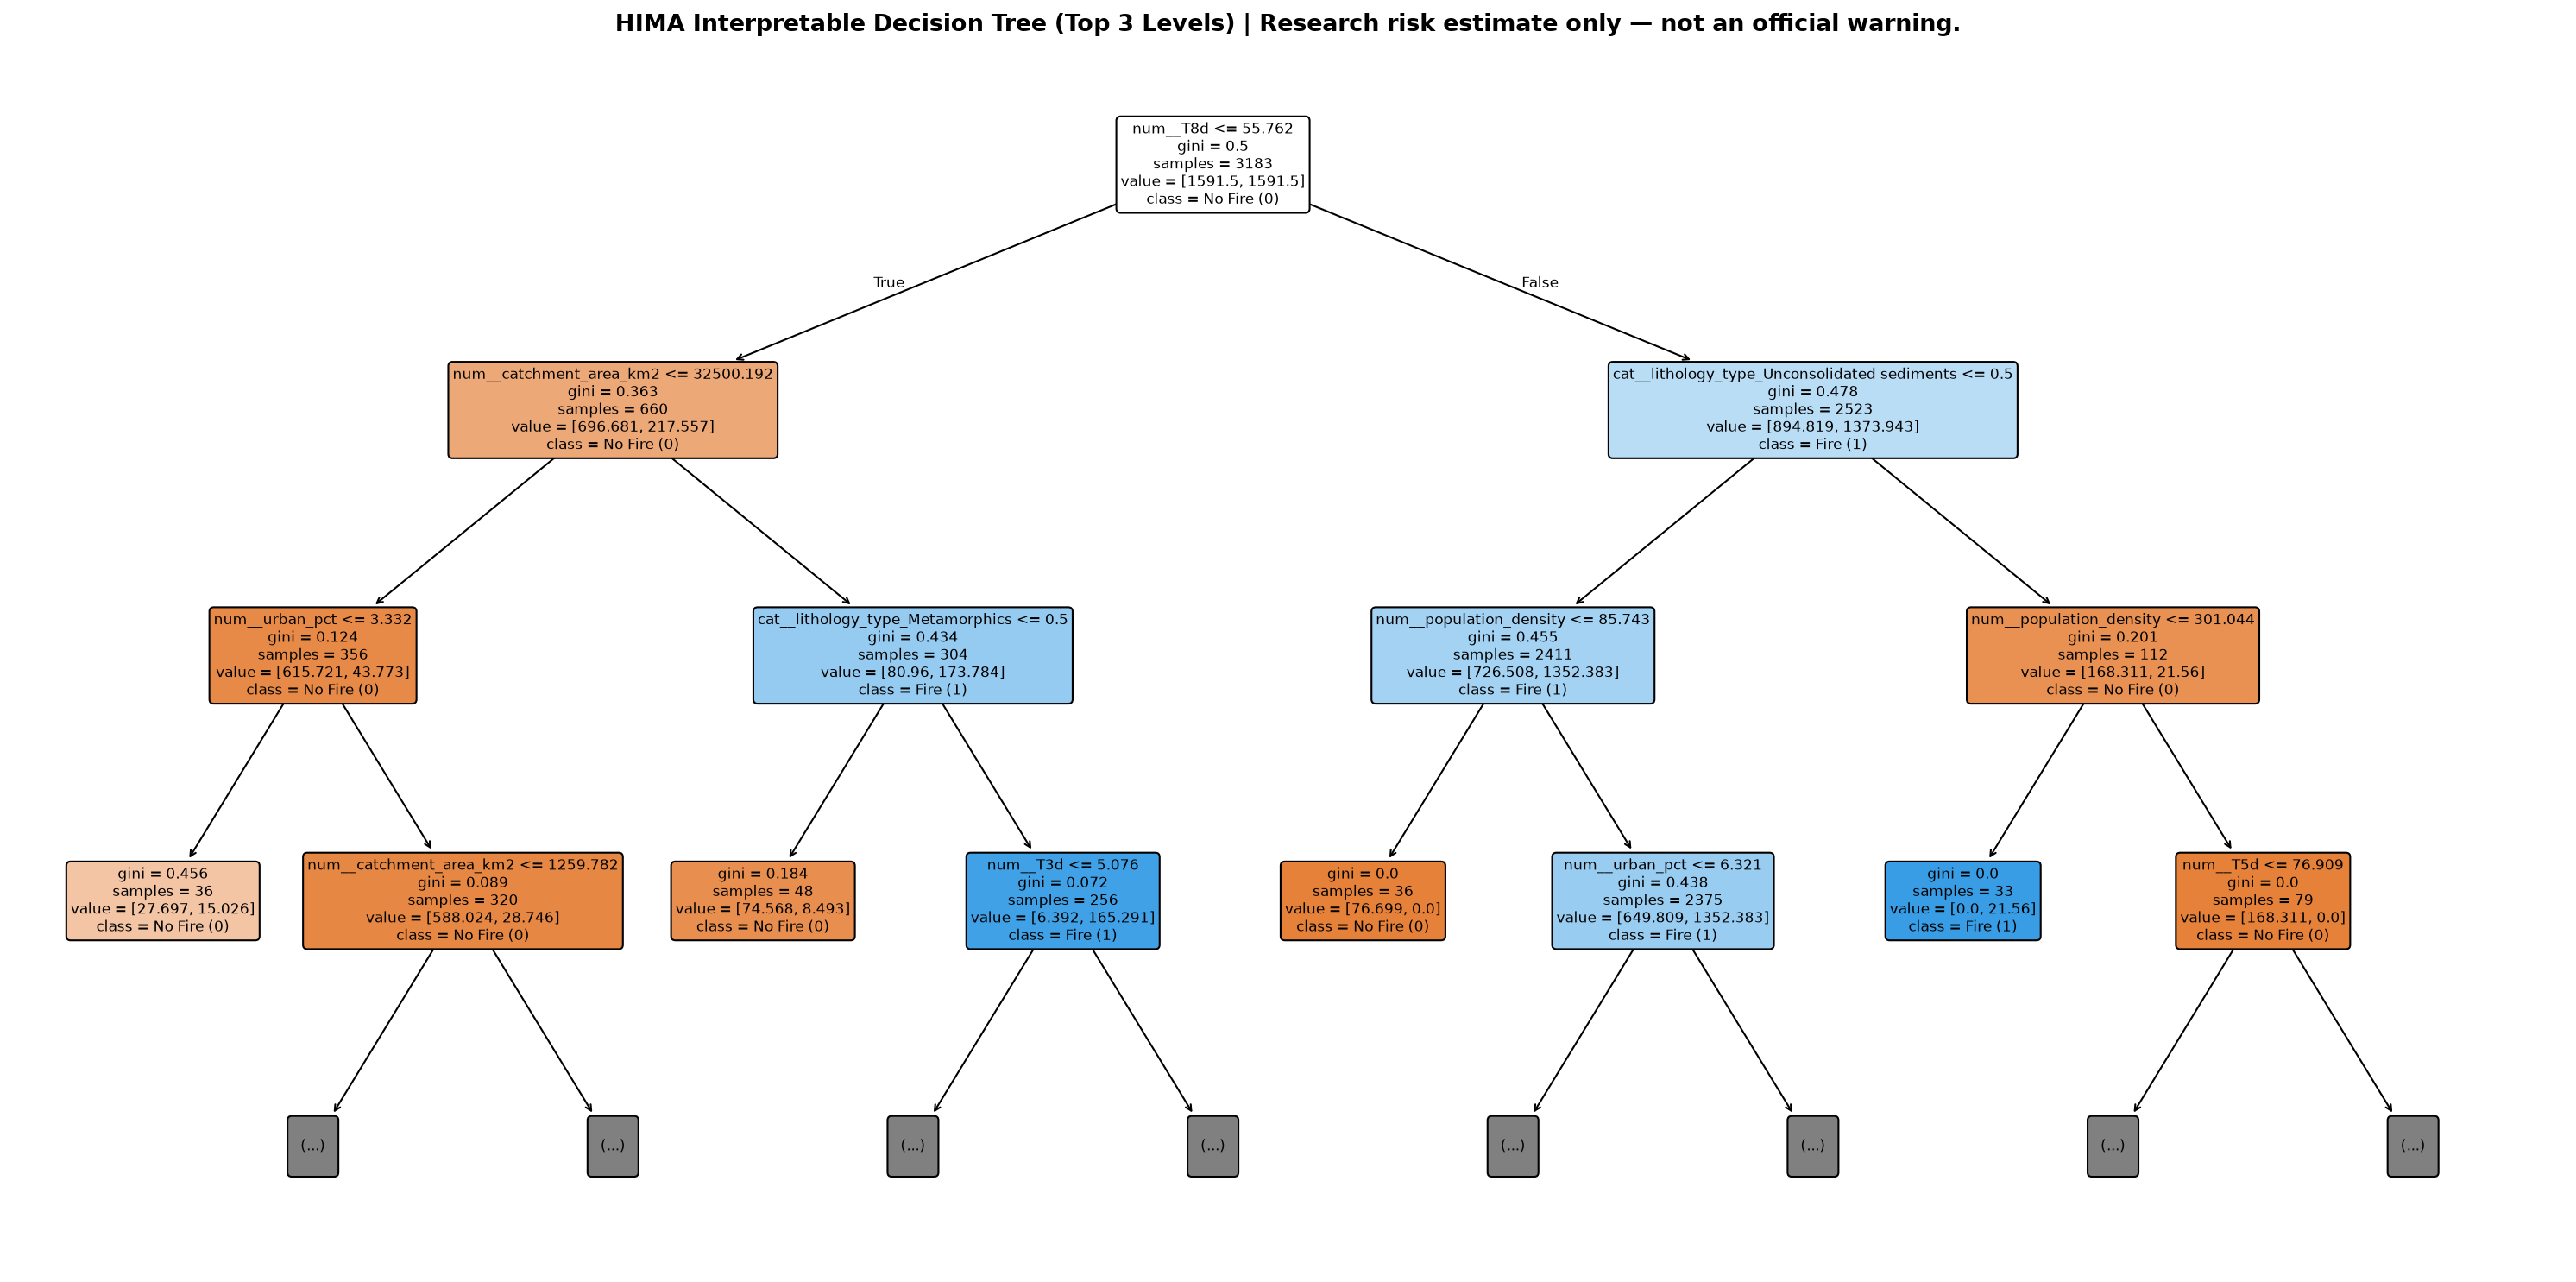 HIMA Interpretable Decision Tree (Top 3 Levels) | Research risk estimate only — not an official warning.
num__T8d <= 55.762
gini = 0.5
samples = 3183
value = [1591.5, 1591.5]
class = No Fire (0)
True
False
num__catchment_area_km2 <= 32500.192
gini = 0.363
samples = 660
value = [696.681, 217.557]
class = No Fire (0)
cat__lithology_type_Unconsolidated sediments <= 0.5
gini = 0.478
samples = 2523
value = [894.819, 1373.943]
class = Fire (1)
num__urban_pct <= 3.332
gini = 0.124
samples = 356
value = [615.721, 43.773]
class = No Fire (0)
cat__lithology_type_Metamorphics <= 0.5
gini = 0.434
samples = 304
value = [80.96, 173.784]
class = Fire (1)
num__population_density <= 85.743
gini = 0.455
samples = 2411
value = [726.508, 1352.383]
class = Fire (1)
num__population_density <= 301.044
gini = 0.201
samples = 112
value = [168.311, 21.56]
class = No Fire (0)
gini = 0.456
samples = 36
value = [27.697, 15.026]
class = No Fire (0)
num__catchment_area_km2 <= 1259.782
gini = 0.089
samples = 320
value = [588.024, 28.746]
class = No Fire (0)
gini = 0.184
samples = 48
value = [74.568, 8.493]
class = No Fire (0)
num__T3d <= 5.076
gini = 0.072
samples = 256
value = [6.392, 165.291]
class = Fire (1)
gini = 0.0
samples = 36
value = [76.699, 0.0]
class = No Fire (0)
num__urban_pct <= 6.321
gini = 0.438
samples = 2375
value = [649.809, 1352.383]
class = Fire (1)
gini = 0.0
samples = 33
value = [0.0, 21.56]
class = Fire (1)
num__T5d <= 76.909
gini = 0.0
samples = 79
value = [168.311, 0.0]
class = No Fire (0)
(...)
(...)
(...)
(...)
(...)
(...)
(...)
(...)